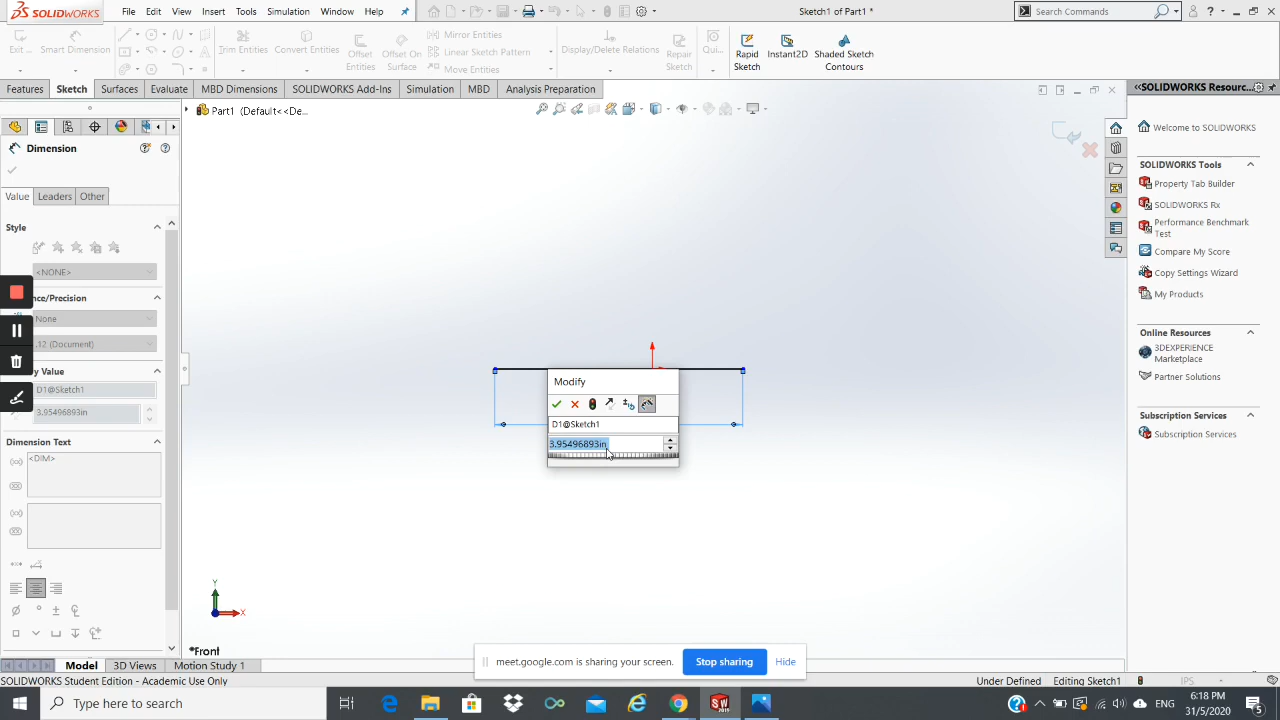 SOLIDWORKS
File Edit View Insert Tools Simulation Window Help
Sketch1 of Part1 *
Search Commands
Exit ...
Smart Dimension
Trim Entities
Convert Entities
Offset Entities
Offset On Surface
Mirror Entities
Linear Sketch Pattern
Move Entities
Display/Delete Relations
Repair Sketch
Qui...
Rapid Sketch
Instant2D
Shaded Sketch Contours
Features Sketch Surfaces Evaluate MBD Dimensions SOLIDWORKS Add-Ins Simulation MBD Analysis Preparation
Part1 (Default<<De...
Dimension
Value Leaders Other
Style
<NONE>
nce/Precision
None
.12 (Document)
y Value
D1@Sketch1
3.95496893in
Dimension Text
<DIM>
Modify
D1@Sketch1
3.95496893in
Y
X
*Front
SOLIDWORKS Resourc...
Welcome to SOLIDWORKS
SOLIDWORKS Tools
Property Tab Builder
SOLIDWORKS Rx
Performance Benchmark Test
Compare My Score
Copy Settings Wizard
My Products
Online Resources
3DEXPERIENCE Marketplace
Partner Solutions
Subscription Services
Subscription Services
meet.google.com is sharing your screen.
Stop sharing
Hide
Model 3D Views Motion Study 1
SOLIDWORKS Student Edition - Academic Use Only
Under Defined Editing Sketch1 IPS
Type here to search
ENG
6:18 PM
31/5/2020